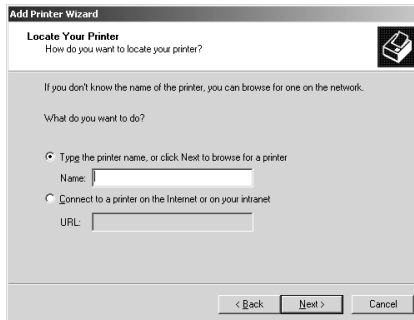 Add Printer Wizard
Locate Your Printer
How do you want to locate your printer?
If you don't know the name of the printer, you can browse for one on the network.
What do you want to do?
Type the printer name, or click Next to browse for a printer
Name:
Connect to a printer on the Internet or on your intranet
URL:
< Back Next > Cancel